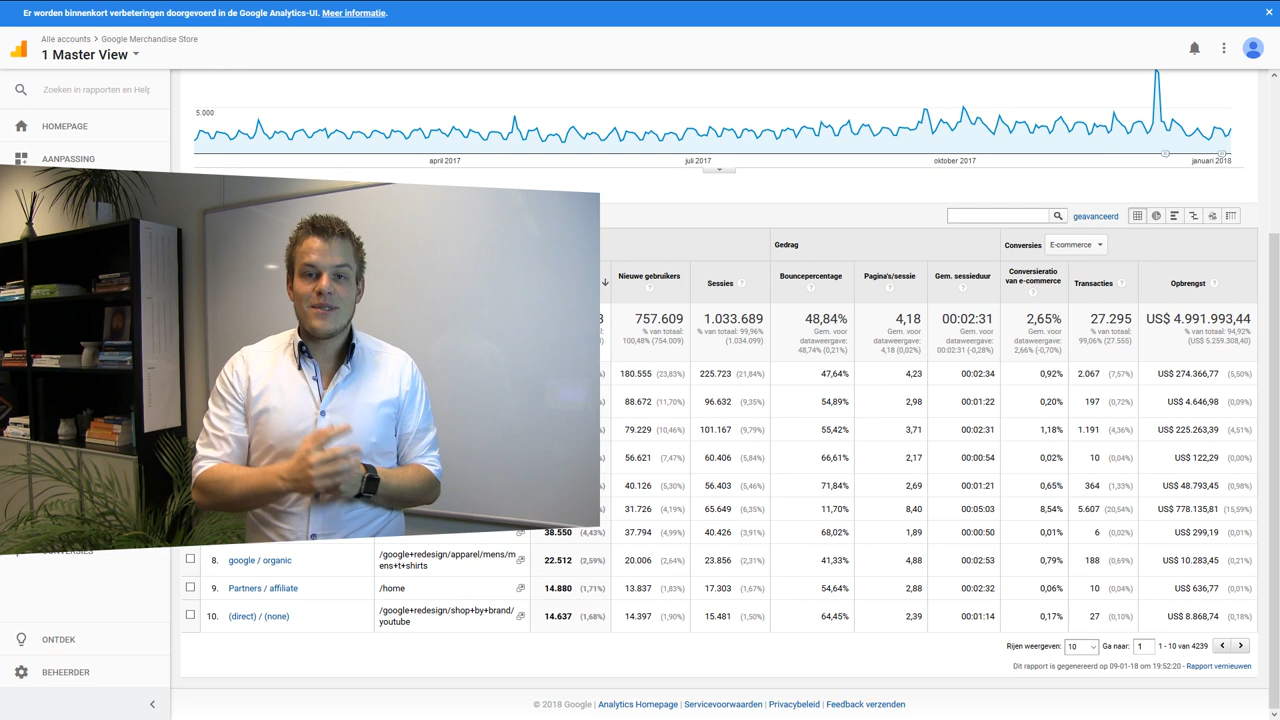 Er worden binnenkort verbeteringen doorgevoerd in de Google Analytics-UI. Meer informatie.
Alle accounts > Google Merchandise Store
1 Master View
Zoeken in rapporten en Help
HOMEPAGE
AANPASSING
5.000
april 2017 juli 2017 oktober 2017 januari 2018
geavanceerd
Gedrag Conversies E-commerce
Nieuwe gebruikers Sessies Bouncepercentage Pagina's/sessie Gem. sessieduur Conversieratio van e-commerce Transacties Opbrengst
757.609 1.033.689 48,84% 4,18 00:02:31 2,65% 27.295 US$ 4.991.993,44
% van totaal: 100,48% (754.009) % van totaal: 99,96% (1.034.099) Gem. voor dataweergave: 48,74% (0,21%) Gem. voor dataweergave: 4,18 (0,02%) Gem. voor dataweergave: 00:02:31 (-0,28%) Gem. voor dataweergave: 2,66% (-0,70%) % van totaal: 99,06% (27.555) % van totaal: 94,92% (US$ 5.259.308,40)
180.555 (23,83%) 225.723 (21,84%) 47,64% 4,23 00:02:34 0,92% 2.067 (7,57%) US$ 274.366,77 (5,50%)
88.672 (11,70%) 96.632 (9,35%) 54,89% 2,98 00:01:22 0,20% 197 (0,72%) US$ 4.646,98 (0,09%)
79.229 (10,46%) 101.167 (9,79%) 55,42% 3,71 00:02:31 1,18% 1.191 (4,36%) US$ 225.263,39 (4,51%)
56.621 (7,47%) 60.406 (5,84%) 66,61% 2,17 00:00:54 0,02% 10 (0,04%) US$ 122,29 (0,00%)
40.126 (5,30%) 56.403 (5,46%) 71,84% 2,69 00:01:21 0,65% 364 (1,33%) US$ 48.793,45 (0,98%)
31.726 (4,19%) 65.649 (6,35%) 11,70% 8,40 00:05:03 8,54% 5.607 (20,54%) US$ 778.135,81 (15,59%)
38.550 (4,43%) 37.794 (4,99%) 40.426 (3,91%) 68,02% 1,89 00:00:50 0,01% 6 (0,02%) US$ 299,19 (0,01%)
8. google / organic /google+redesign/apparel/mens/mens+t+shirts 22.512 (2,59%) 20.006 (2,64%) 23.856 (2,31%) 41,33% 4,88 00:02:53 0,79% 188 (0,69%) US$ 10.283,45 (0,21%)
9. Partners / affiliate /home 14.880 (1,71%) 13.837 (1,83%) 17.303 (1,67%) 54,64% 2,88 00:02:32 0,06% 10 (0,04%) US$ 636,77 (0,01%)
10. (direct) / (none) /google+redesign/shop+by+brand/youtube 14.637 (1,68%) 14.397 (1,90%) 15.481 (1,50%) 64,45% 2,39 00:01:14 0,17% 27 (0,10%) US$ 8.868,74 (0,18%)
ONTDEK
BEHEERDER
Rijen weergeven: 10 Ga naar: 1 1 - 10 van 4239
Dit rapport is gegenereerd op 09-01-18 om 19:52:20 - Rapport vernieuwen
© 2018 Google | Analytics Homepage | Servicevoorwaarden | Privacybeleid | Feedback verzenden